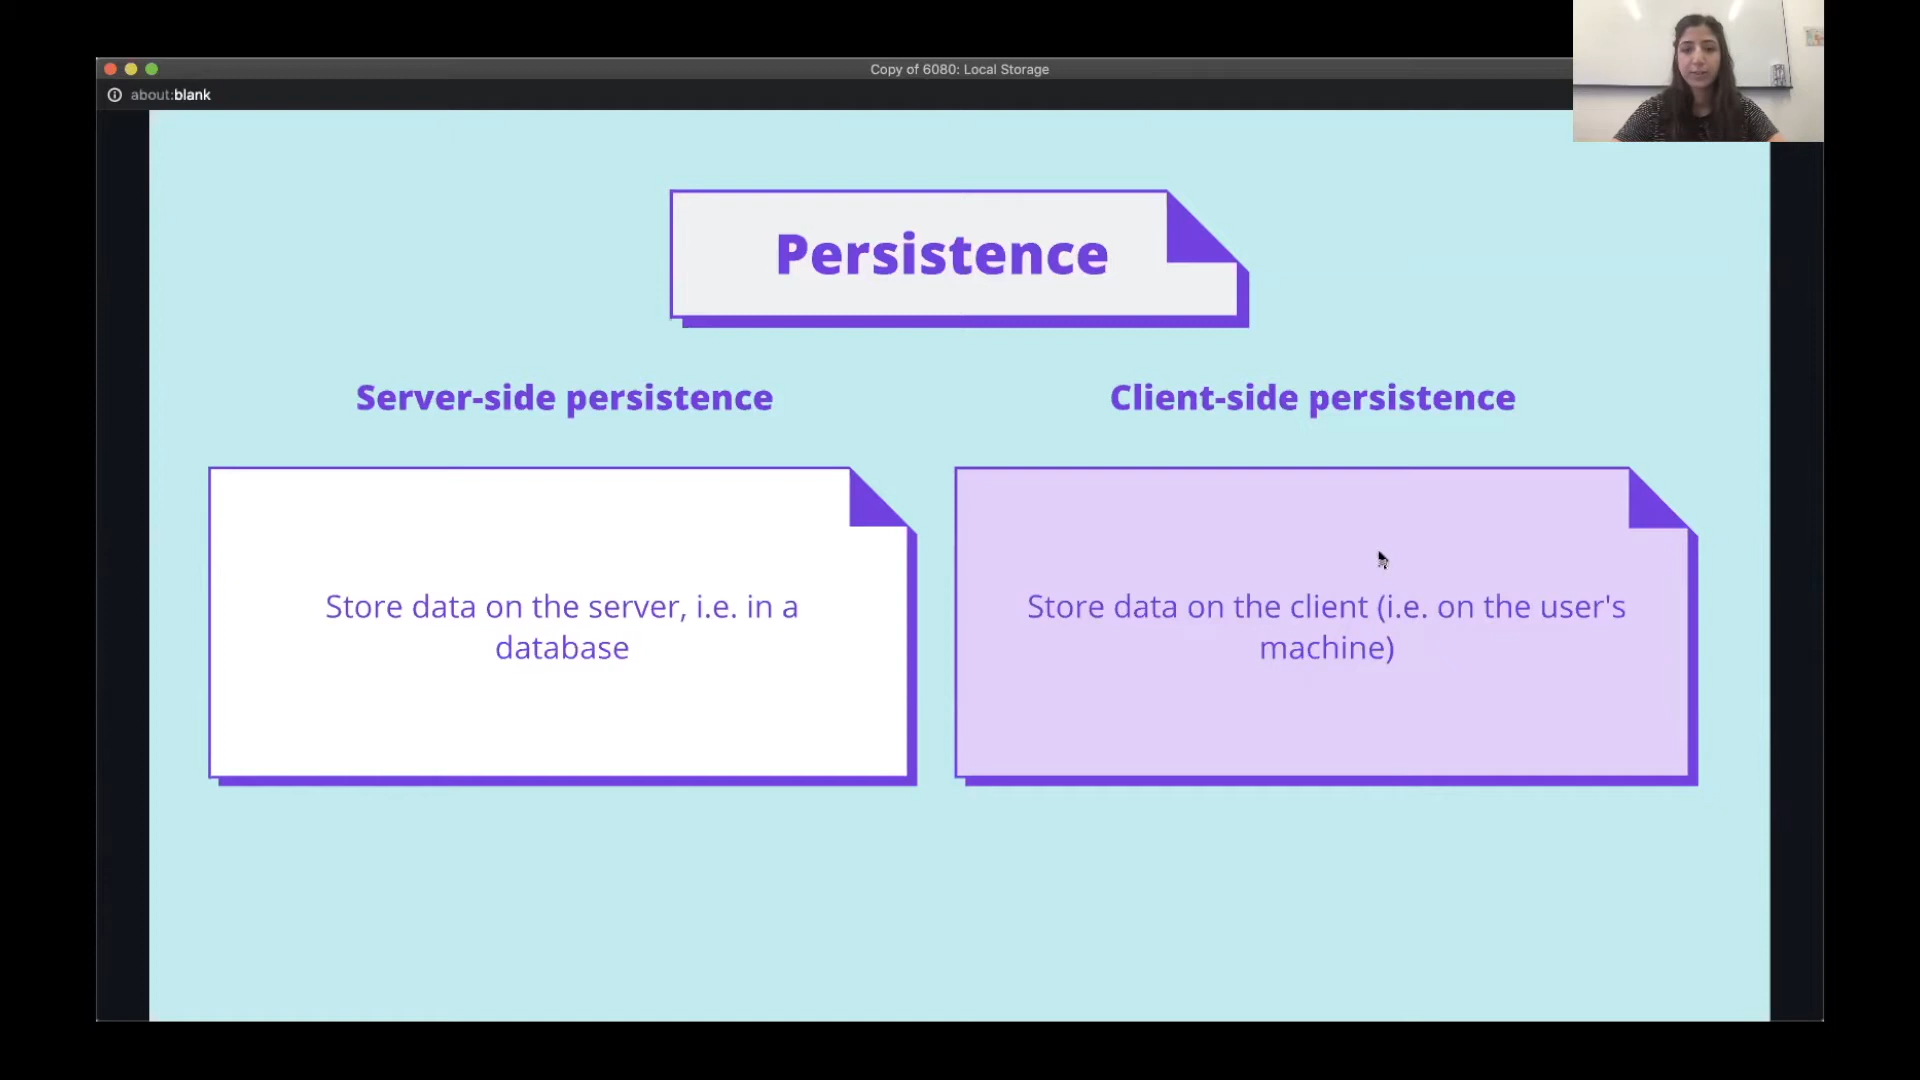 Copy of 6080: Local Storage
about:blank
Persistence
Server-side persistence
Client-side persistence
Store data on the server, i.e. in a
database
Store data on the client (i.e. on the user's
machine)